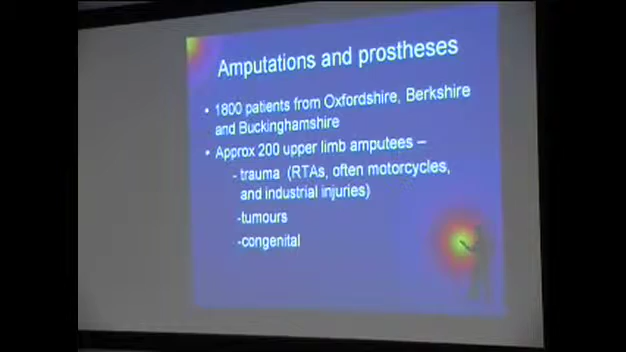 Amputations and prostheses
• 1800 patients from Oxfordshire, Berkshire
and Buckinghamshire
• Approx 200 upper limb amputees –
- trauma (RTAs, often motorcycles,
and industrial injuries)
-tumours
-congenital